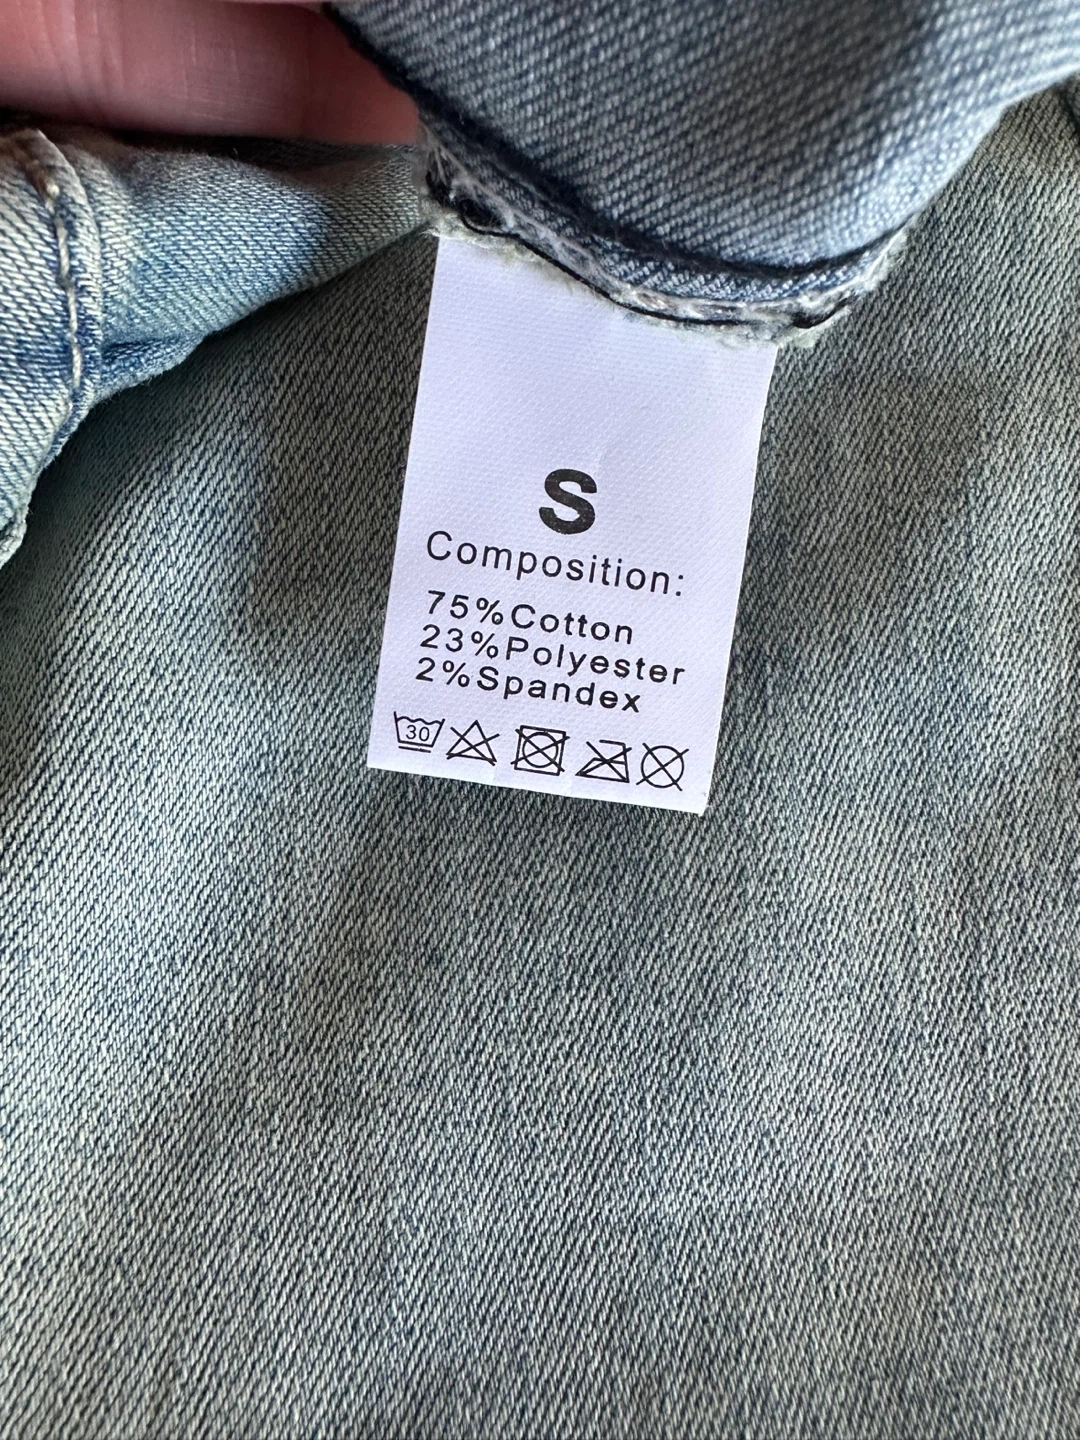 S
Composition:
75%Cotton
23%Polyester
2%Spandex
30